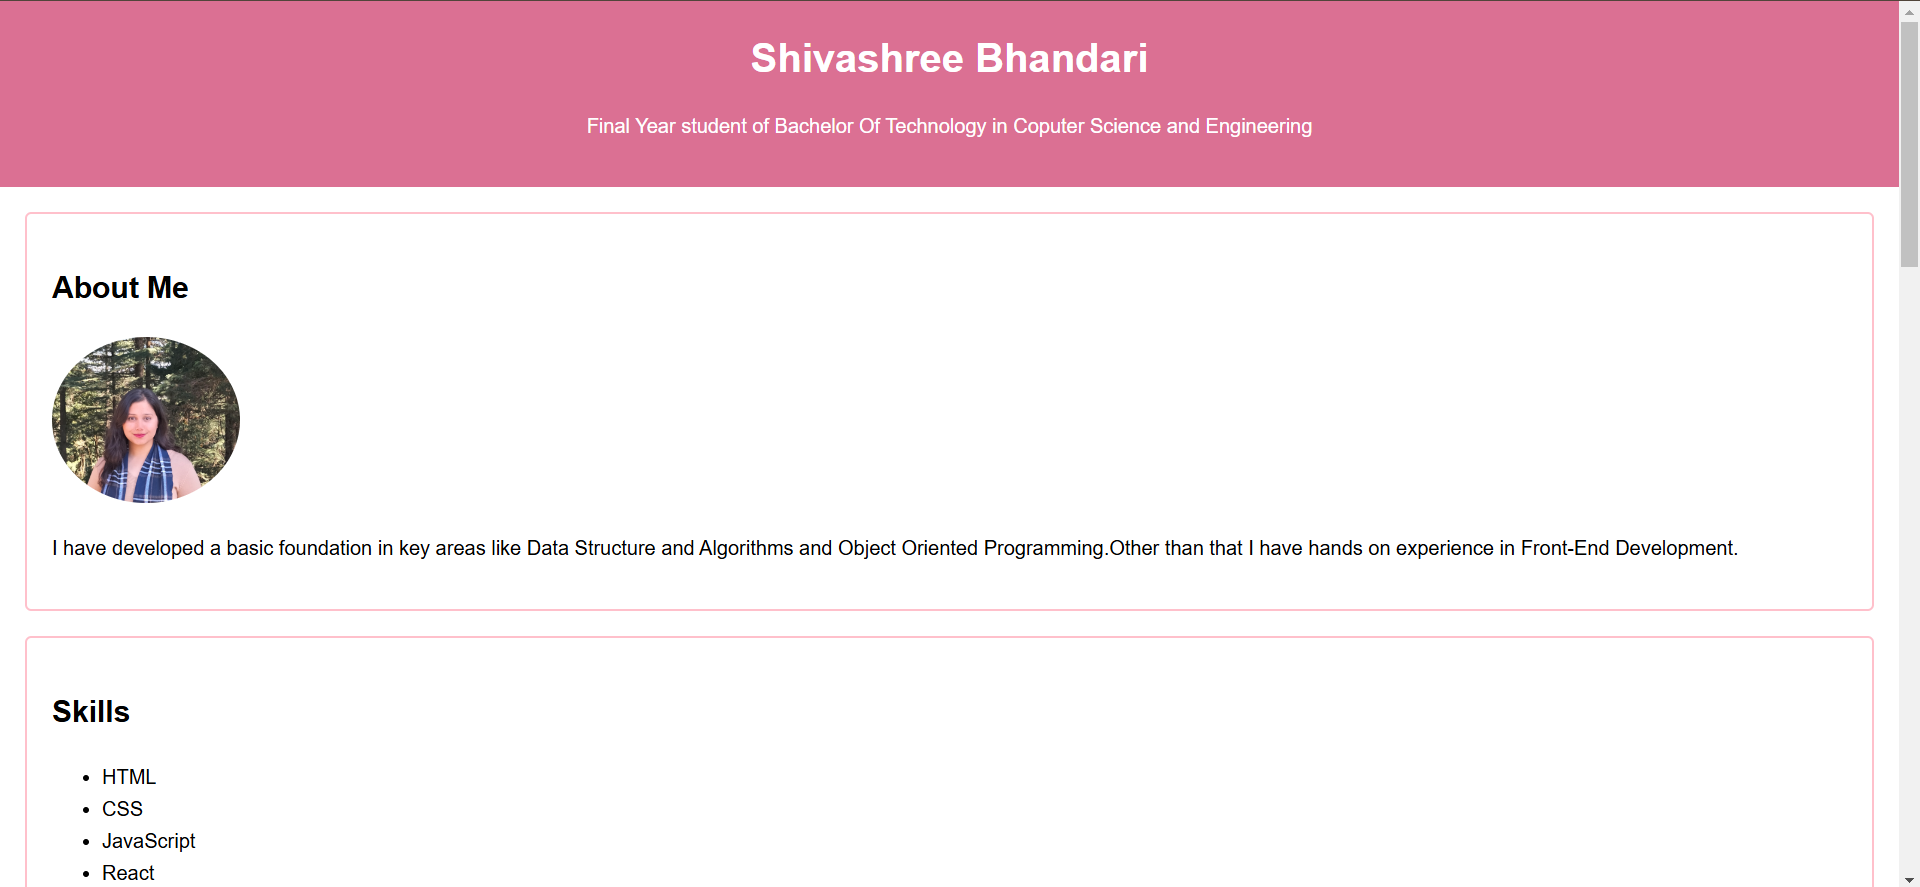 Shivashree Bhandari
Final Year student of Bachelor Of Technology in Coputer Science and Engineering
About Me
I have developed a basic foundation in key areas like Data Structure and Algorithms and Object Oriented Programming.Other than that I have hands on experience in Front-End Development.
Skills
HTML
CSS
JavaScript
React